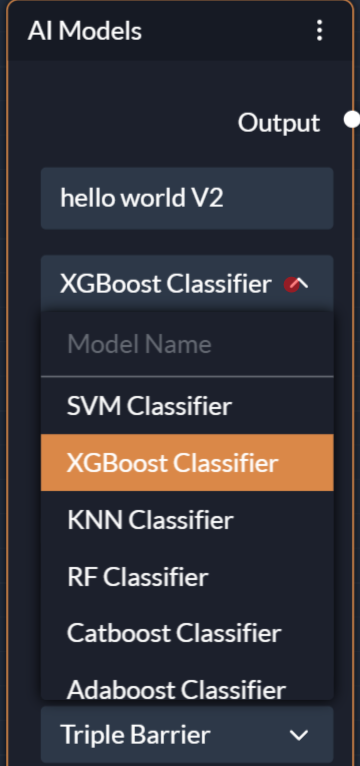 AI Models
Output
hello world V2
XGBoost Classifier
Model Name
SVM Classifier
XGBoost Classifier
KNN Classifier
RF Classifier
Catboost Classifier
Adaboost Classifier
Triple Barrier